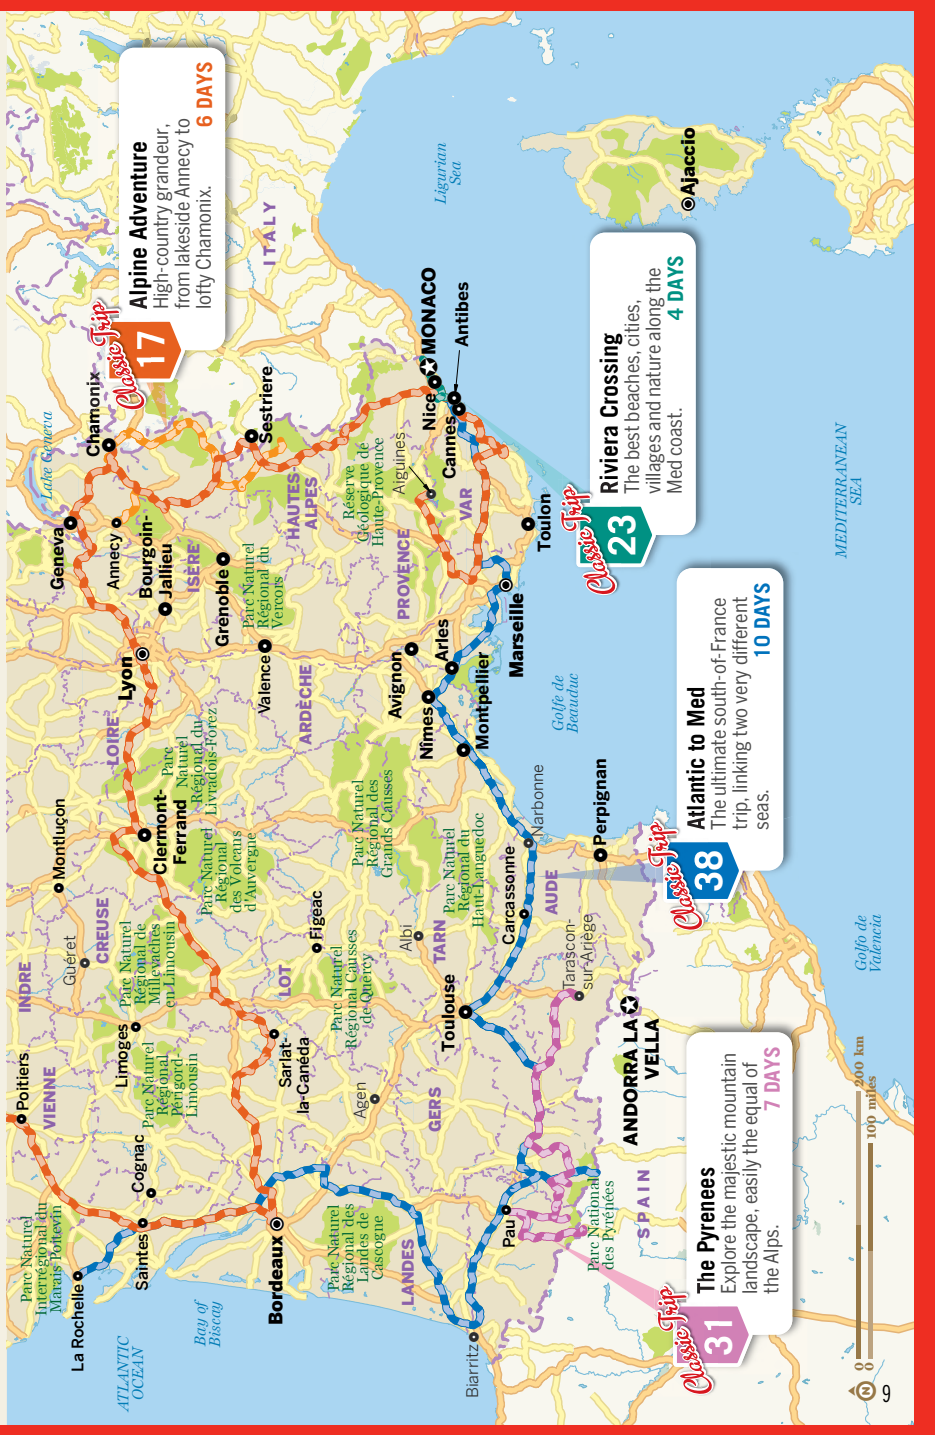 Classic Trip
17
Alpine Adventure
High-country grandeur,
from lakeside Annecy to
lofty Chamonix.
6 DAYS
Classic Trip
23
Riviera Crossing
The best beaches, cities,
villages and nature along the
Med coast.
4 DAYS
Classic Trip
38
Atlantic to Med
The ultimate south-of-France
trip, linking two very different
seas.
10 DAYS
Classic Trip
31
The Pyrenees
Explore the majestic mountain
landscape, easily the equal of
the Alps.
7 DAYS
Poitiers
VIENNE
INDRE
Guéret
CREUSE
Montluçon
Parc Naturel
Interrégional du
Marais Poitevin
La Rochelle
ATLANTIC
OCEAN
Saintes
Cognac
Limoges
Parc Naturel
Régional
Périgord-
Limousin
Parc Naturel
Régional de
Millevaches
en Limousin
Clermont-
Ferrand
Parc Naturel
Régional
des Volcans
d'Auvergne
Parc
Naturel
Régional du
Livradois-Forez
LOIRE
Lyon
Geneva
Lake Geneva
Annecy
Chamonix
Bourgoin-
Jallieu
ISÈRE
Grenoble
Parc Naturel
Régional du
Vercors
Valence
ARDÈCHE
Sestriere
HAUTES-
ALPES
ITALY
Bay of
Biscay
Bordeaux
Sarlat-
la-Canéda
LOT
Figeac
Parc Naturel
Régional Causses
de Quercy
Parc Naturel
Régional des
Grands Causses
Parc Naturel
Régional des
Landes de
Cascogne
LANDES
Agen
GERS
Albi
TARN
Toulouse
Parc Naturel
Régional du
Haut-Languedoc
Nîmes
Avignon
Arles
Montpellier
PROVENCE
Réserve
Géologique de
Haute-Provence
Aiguines
VAR
Nice
MONACO
Antibes
Cannes
Ligurian
Sea
Marseille
Toulon
Golfe de
Beauduc
Biarritz
Pau
Carcassonne
Narbonne
AUDE
Perpignan
Tarascon-
sur-Ariège
Parc National
des Pyrénées
SPAIN
ANDORRA LA
VELLA
Ajaccio
MEDITERRANEAN
SEA
Golfo de
Valencia
0
200 km
0
100 miles
N
9